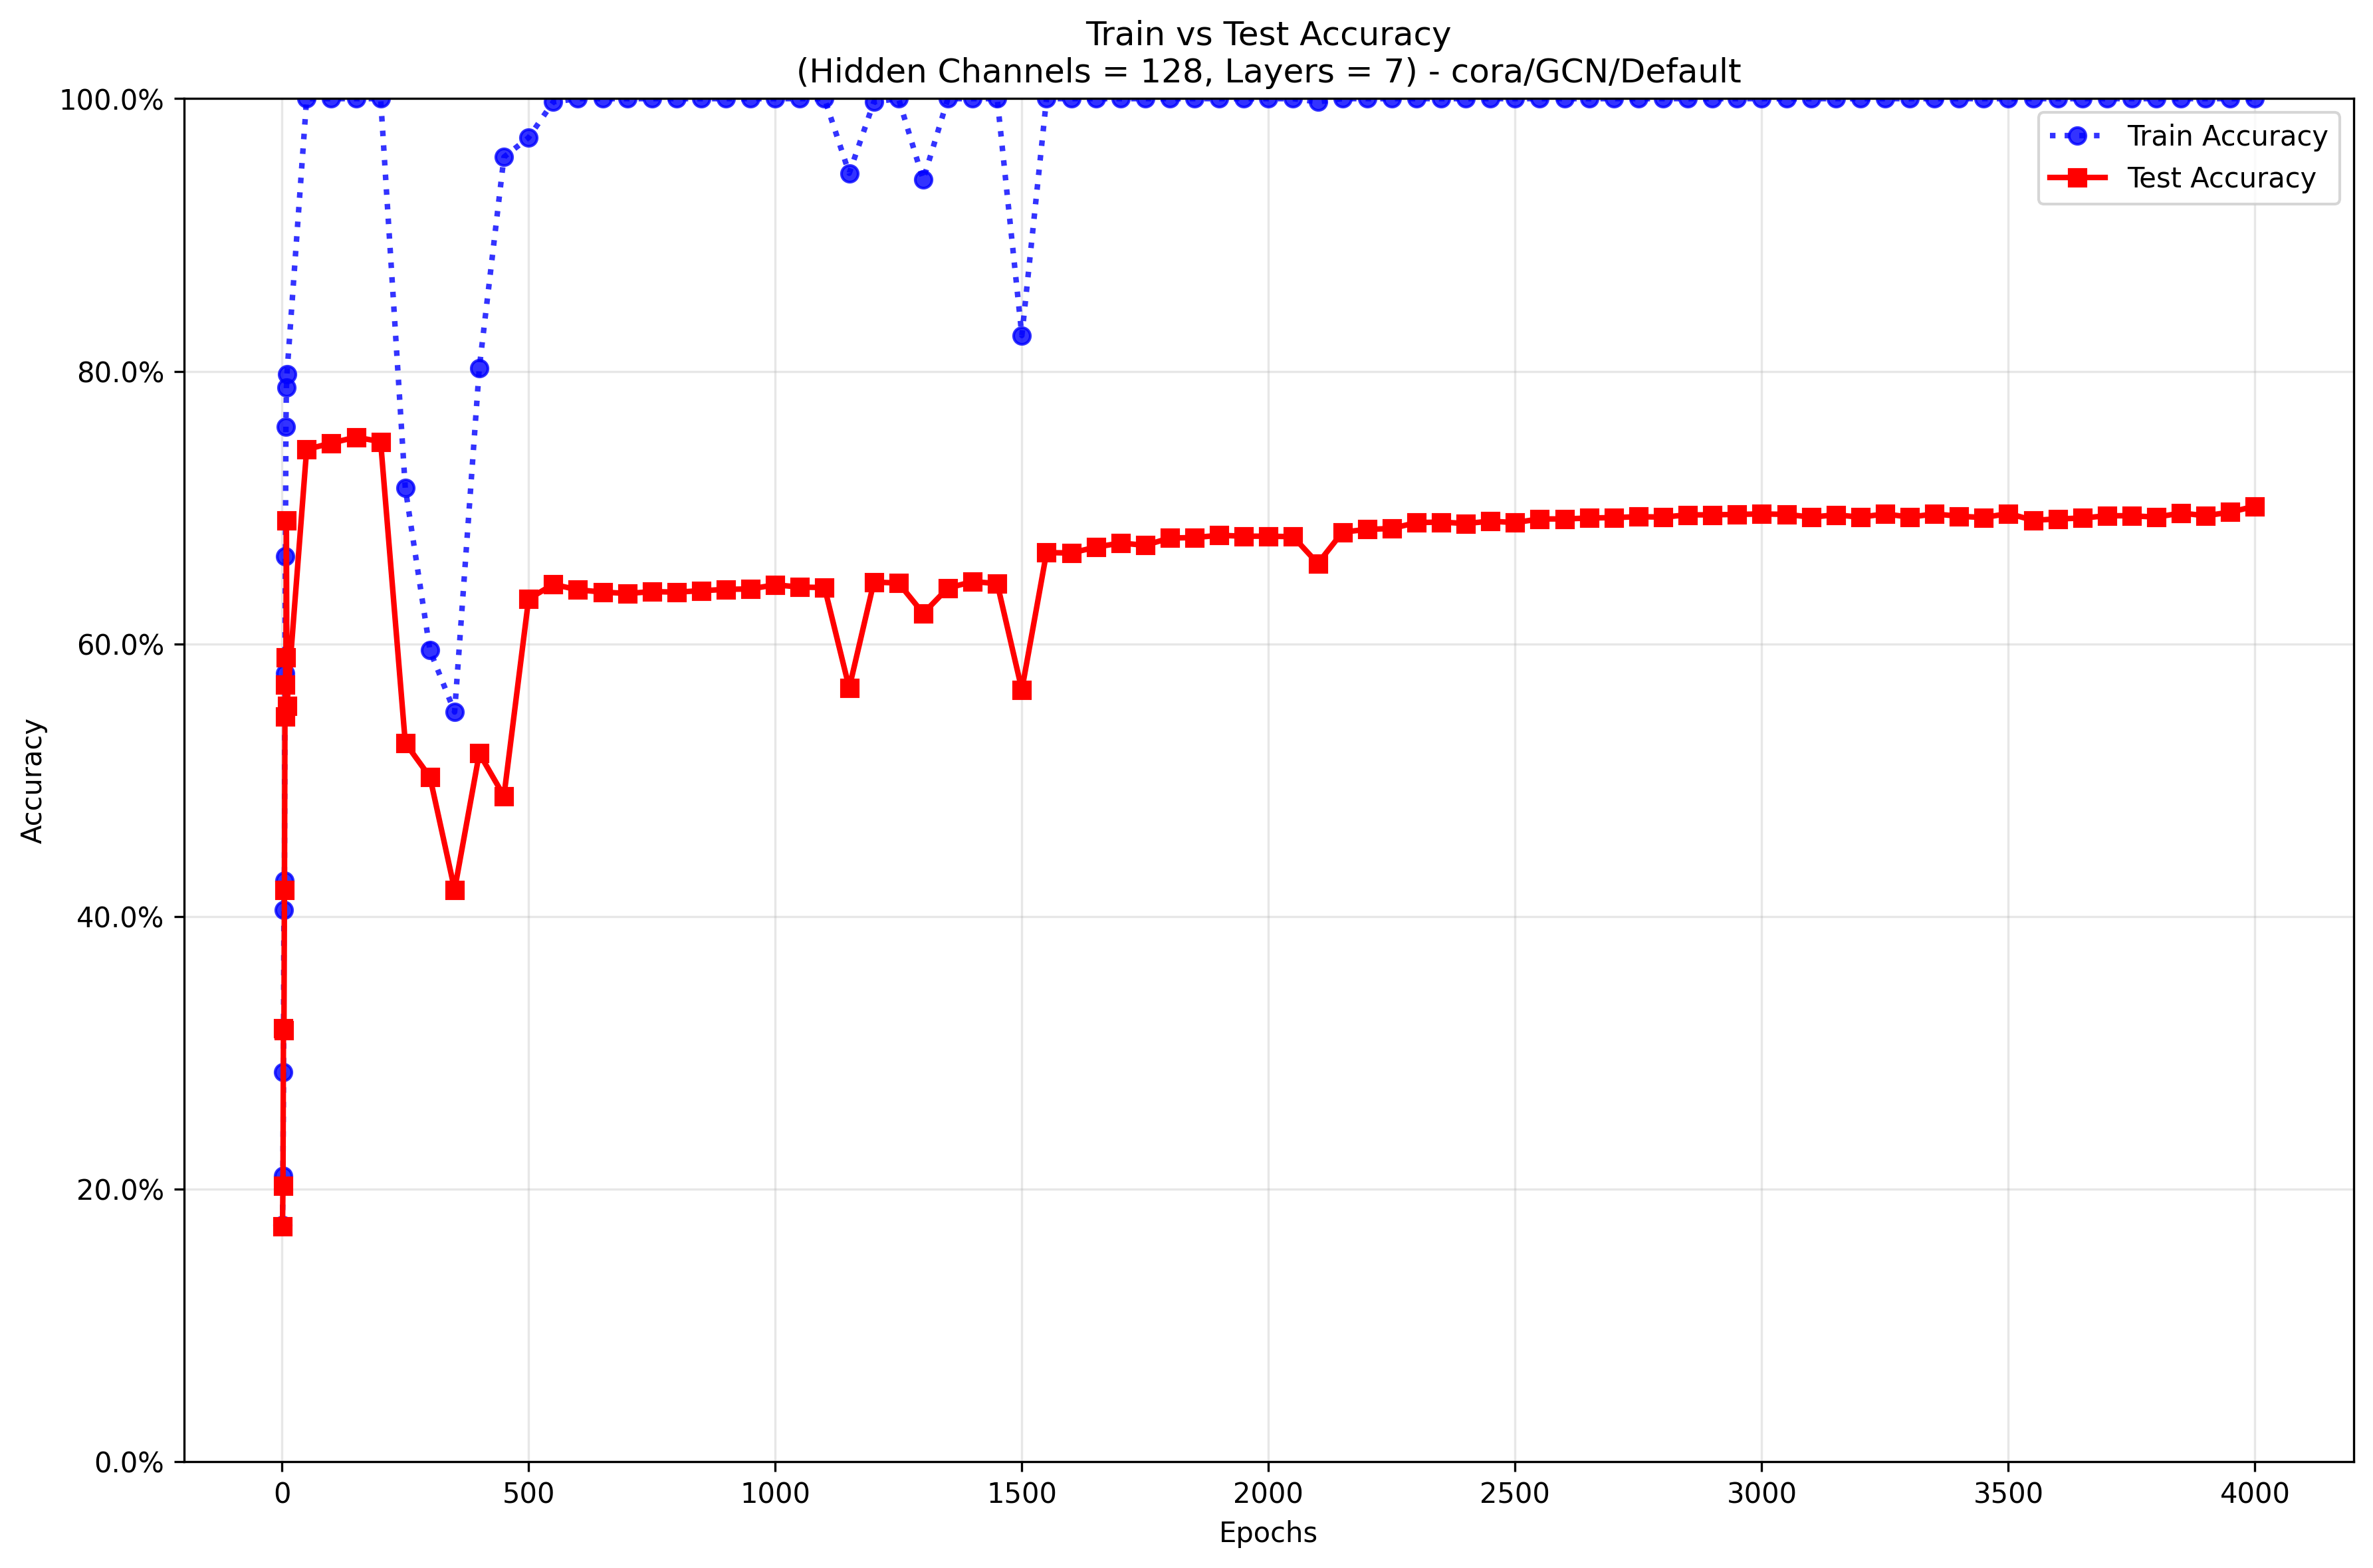 Train vs Test Accuracy
(Hidden Channels = 128, Layers = 7) - cora/GCN/Default
100.0%
80.0%
60.0%
40.0%
20.0%
0.0%
Accuracy
Train Accuracy
Test Accuracy
0 500 1000 1500 2000 2500 3000 3500 4000
Epochs